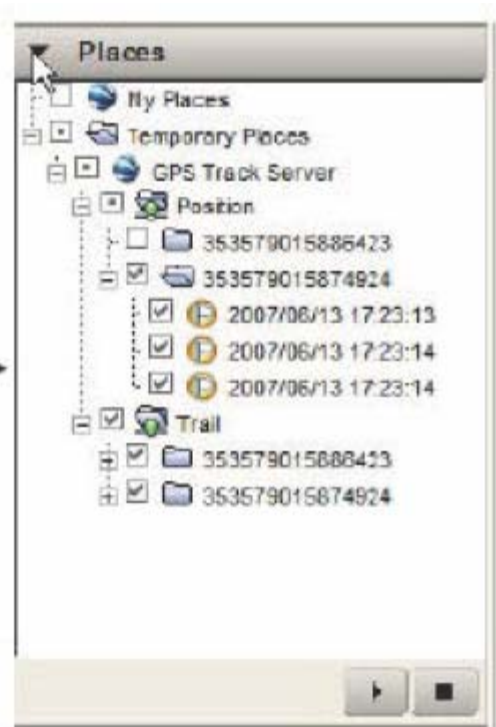 Places
My Places
Temporary Places
GPS Track Server
Position
353579015886423
353579015874924
2007/06/13 17:23:13
2007/06/13 17:23:14
2007/06/13 17:23:14
Trail
353579015886423
353579015874924